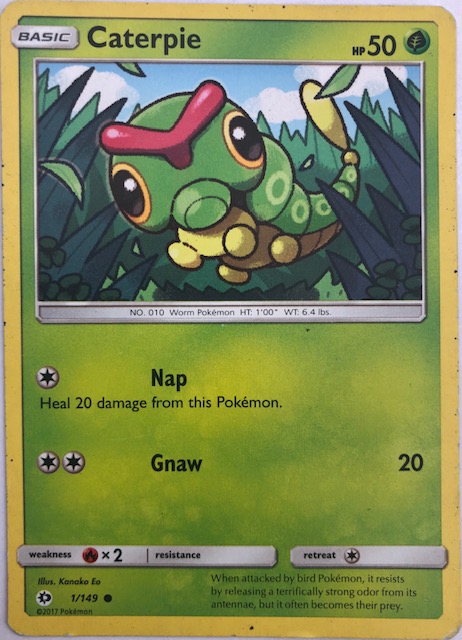 BASIC Caterpie HP50
NO. 010 Worm Pokémon HT: 1'00" WT: 6.4 lbs.
Nap
Heal 20 damage from this Pokémon.
Gnaw 20
weakness ×2 resistance retreat
Illus. Kanako Eo
1/149
©2017 Pokémon
When attacked by bird Pokémon, it resists
by releasing a terrifically strong odor from its
antennae, but it often becomes their prey.